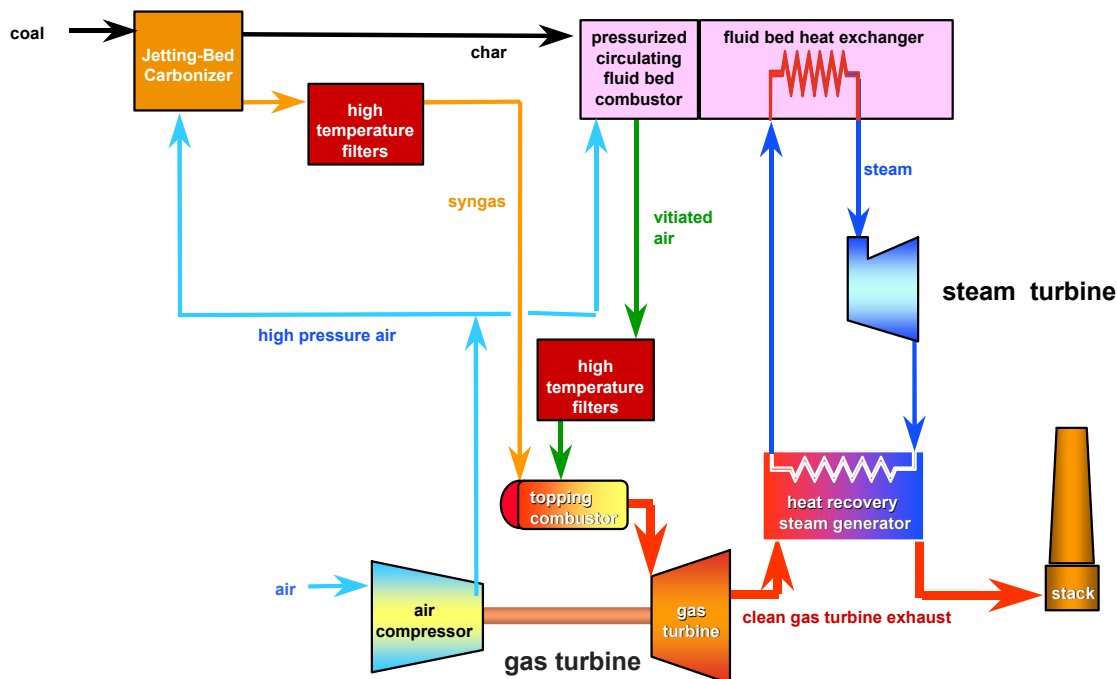 coal
Jetting-Bed
Carbonizer
char
pressurized
circulating
fluid bed
combustor
fluid bed heat exchanger
high
temperature
filters
syngas
vitiated
air
steam
steam turbine
high pressure air
high
temperature
filters
topping
combustor
heat recovery
steam generator
air
air
compressor
gas
turbine
clean gas turbine exhaust
stack
gas turbine